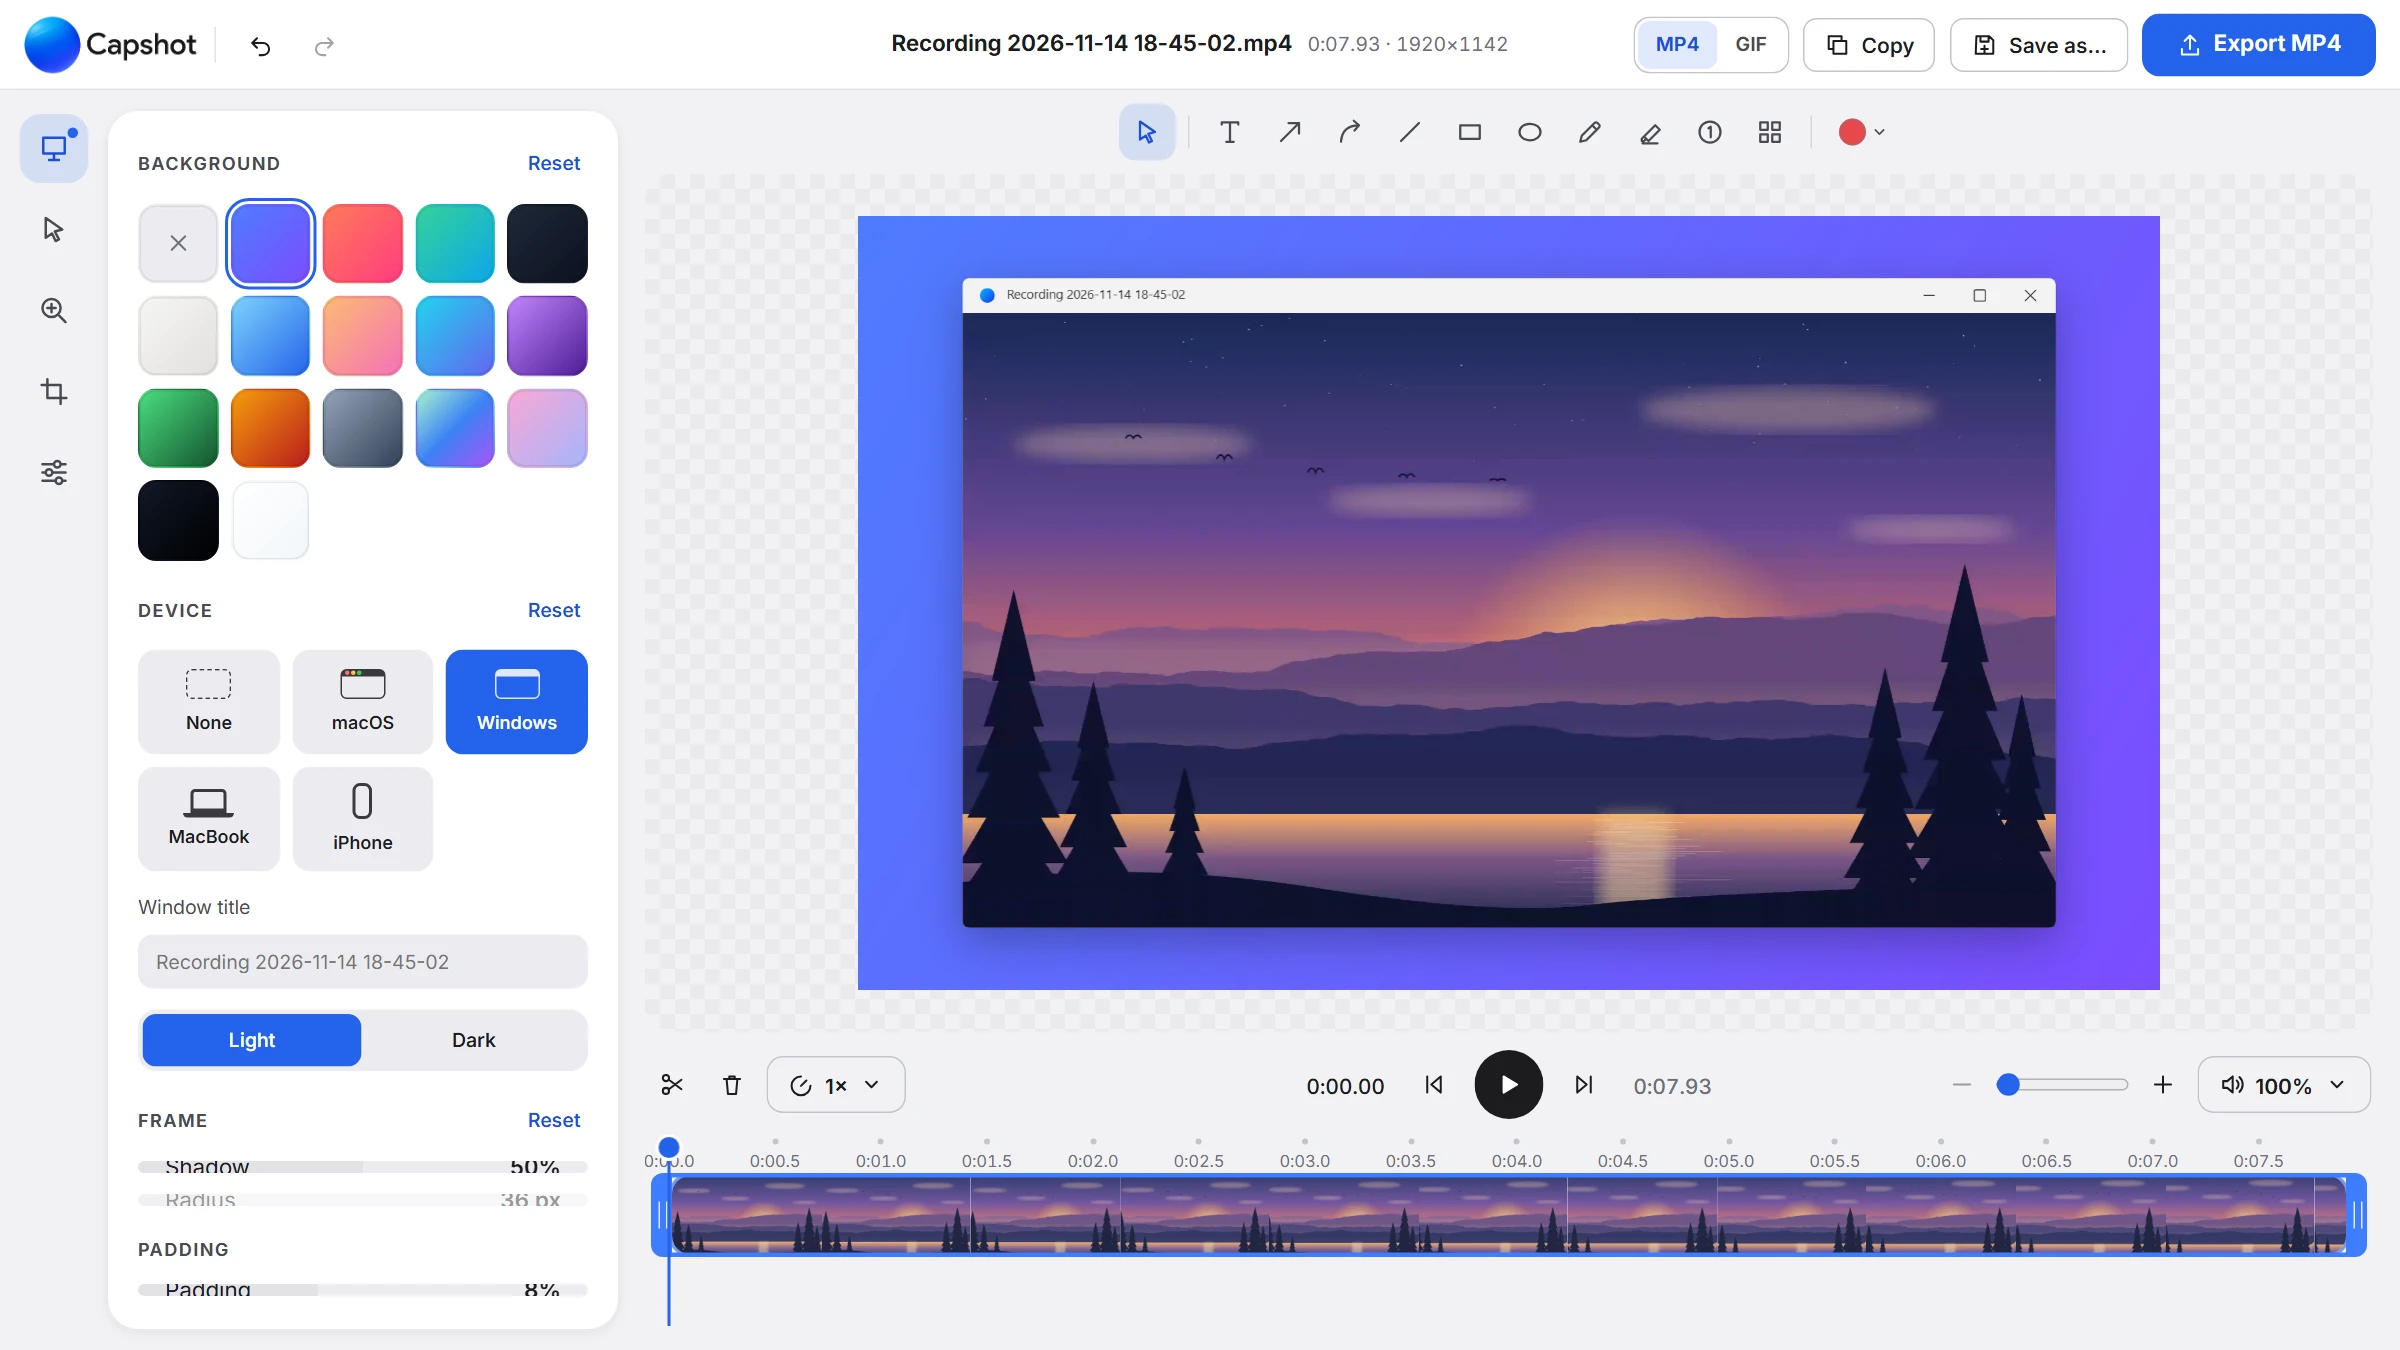 Capshot
Recording 2026-11-14 18-45-02.mp4 0:07.93 · 1920×1142
MP4 GIF
Copy
Save as...
Export MP4
BACKGROUND Reset
DEVICE Reset
None
macOS
Windows
MacBook
iPhone
Window title
Recording 2026-11-14 18-45-02
Light Dark
FRAME Reset
Shadow 50%
Radius 36 px
PADDING
Padding 8%
Recording 2026-11-14 18-45-02
1×
0:00.00
0:07.93
100%
0:00.0 0:00.5 0:01.0 0:01.5 0:02.0 0:02.5 0:03.0 0:03.5 0:04.0 0:04.5 0:05.0 0:05.5 0:06.0 0:06.5 0:07.0 0:07.5